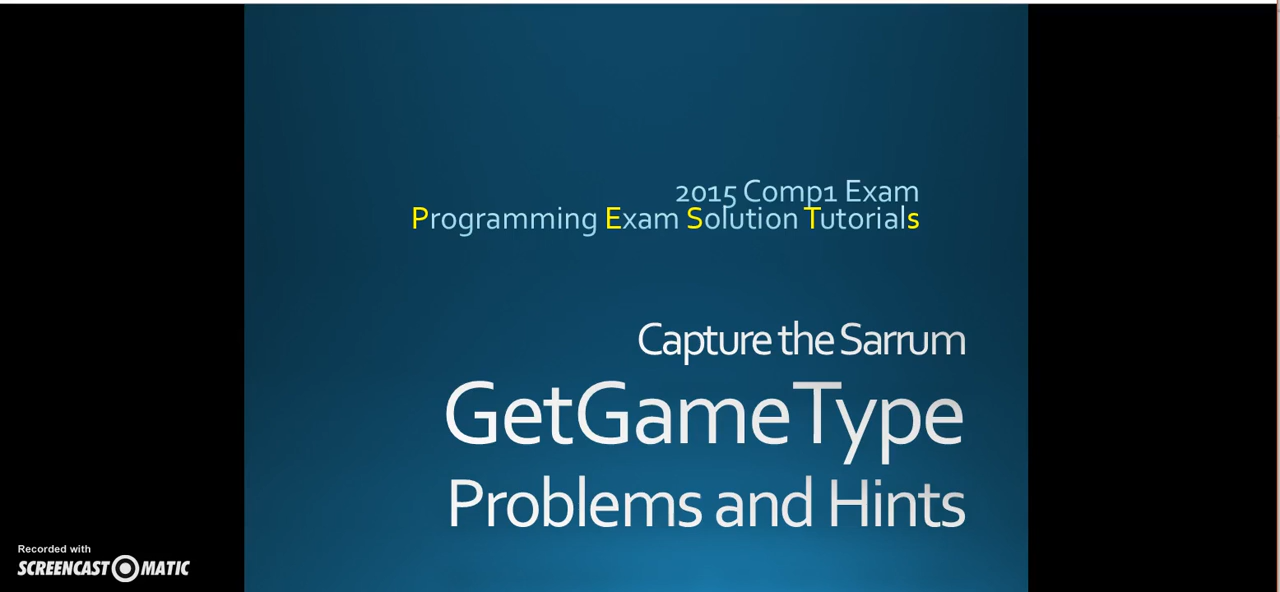 2015 Comp1 Exam
Programming Exam Solution Tutorials
Capture the Sarrum
GetGameType
Problems and Hints
Recorded with
SCREENCAST MATIC